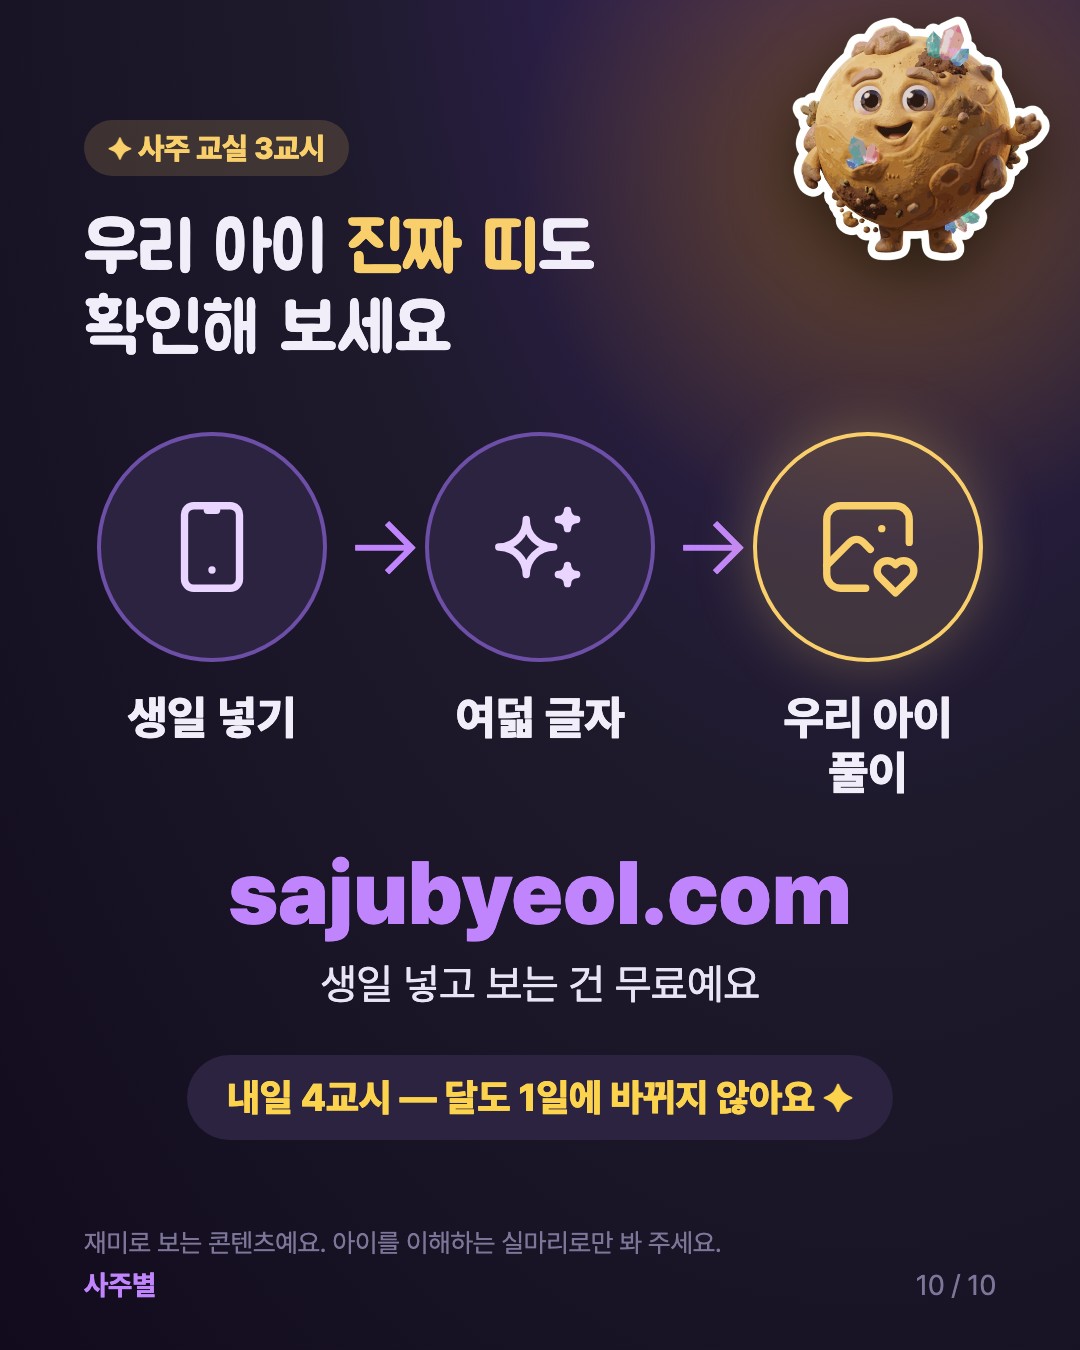 ✦ 사주 교실 3교시
우리 아이 진짜 띠도
확인해 보세요
생일 넣기
여덟 글자
우리 아이
풀이
sajubyeol.com
생일 넣고 보는 건 무료예요
내일 4교시 — 달도 1일에 바뀌지 않아요 ✦
재미로 보는 콘텐츠예요. 아이를 이해하는 실마리로만 봐 주세요.
사주별
10 / 10